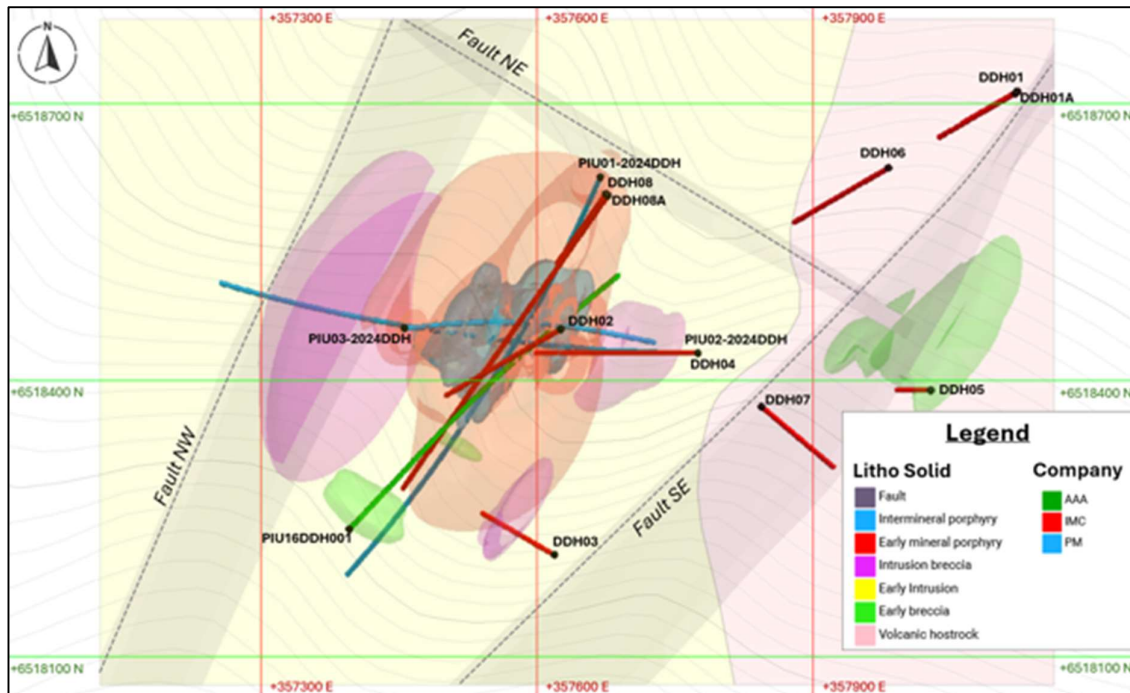 +357300 E
+357600 E
+357900 E
N
Fault NE
DDH01
DDH01A
+6518700 N
+6518700 N
DDH06
PIU01-2024DDH
DDH08
DDH08A
DDH02
PIU03-2024DDH
PIU02-2024DDH
DDH04
+6518400 N
+6518400 N
DDH05
DDH07
Fault NW
Fault SE
PIU16DDH001
DDH03
Legend
Litho Solid
Fault
Intermineral porphyry
Early mineral porphyry
Intrusion breccia
Early Intrusion
Early breccia
Volcanic hostrock
Company
AAA
IMC
PM
+6518100 N
+6518100 N
+357300 E
+357600 E
+357900 E